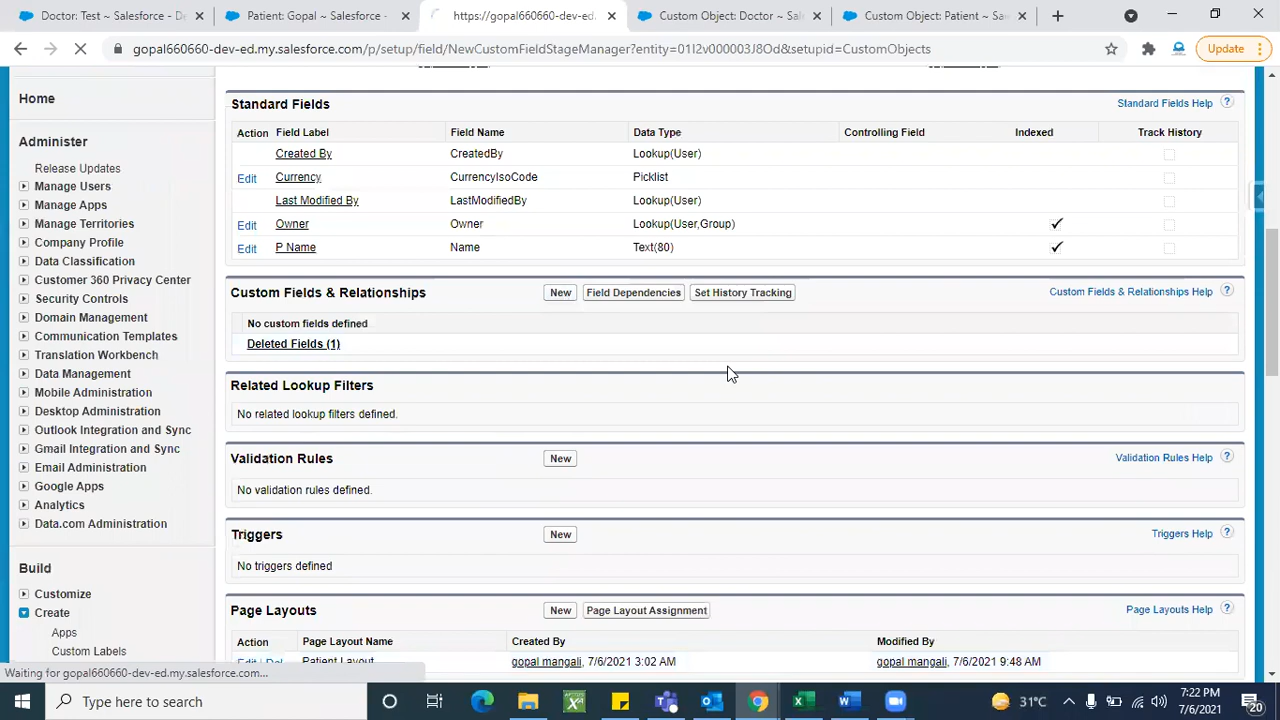 Doctor: Test ~ Salesforce - De
Patient: Gopal ~ Salesforce -
https://gopal660660-dev-ed.
Custom Object: Doctor ~ Sa
Custom Object: Patient ~ Sa
gopal660660-dev-ed.my.salesforce.com/p/setup/field/NewCustomFieldStageManager?entity=01I2v000003J8Od&setupid=CustomObjects
Update
Home
Administer
Release Updates
Manage Users
Manage Apps
Manage Territories
Company Profile
Data Classification
Customer 360 Privacy Center
Security Controls
Domain Management
Communication Templates
Translation Workbench
Data Management
Mobile Administration
Desktop Administration
Outlook Integration and Sync
Gmail Integration and Sync
Email Administration
Google Apps
Analytics
Data.com Administration
Build
Customize
Create
Apps
Custom Labels
Standard Fields
Standard Fields Help ?
Action Field Label Field Name Data Type Controlling Field Indexed Track History
Created By CreatedBy Lookup(User)
Edit Currency CurrencyIsoCode Picklist
Last Modified By LastModifiedBy Lookup(User)
Edit Owner Owner Lookup(User,Group)
Edit P Name Name Text(80)
Custom Fields & Relationships New Field Dependencies Set History Tracking Custom Fields & Relationships Help ?
No custom fields defined
Deleted Fields (1)
Related Lookup Filters
No related lookup filters defined.
Validation Rules New Validation Rules Help ?
No validation rules defined.
Triggers New Triggers Help ?
No triggers defined
Page Layouts New Page Layout Assignment Page Layouts Help ?
Action Page Layout Name Created By Modified By
Edit | Del Patient Layout gopal mangali, 7/6/2021 3:02 AM gopal mangali, 7/6/2021 9:48 AM
Waiting for gopal660660-dev-ed.my.salesforce.com...
Type here to search
31°C
7:22 PM
7/6/2021
20